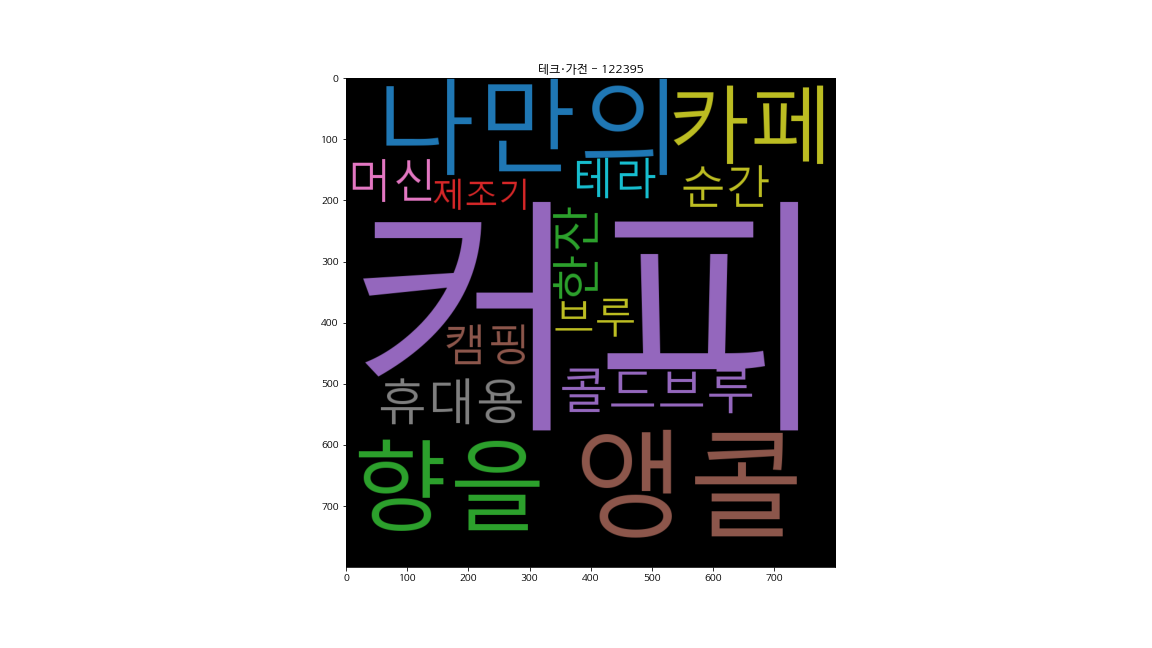 테크·가전 - 122395
나만의 카페
머신 제조기 테라 순간
커피
한잔
브루
캠핑
휴대용 콜드브루
향을 앵콜
0
100
200
300
400
500
600
700
0 100 200 300 400 500 600 700